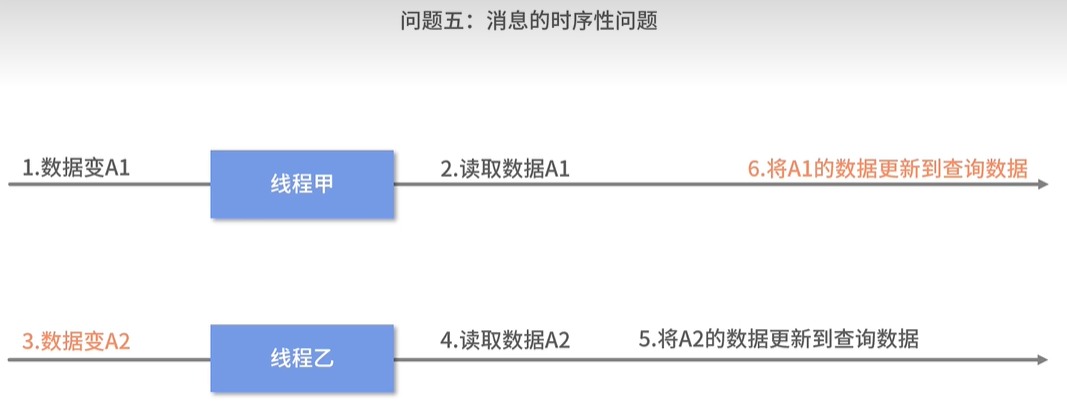 问题五：消息的时序性问题
1.数据变A1
线程甲
2.读取数据A1
6.将A1的数据更新到查询数据
3.数据变A2
线程乙
4.读取数据A2
5.将A2的数据更新到查询数据